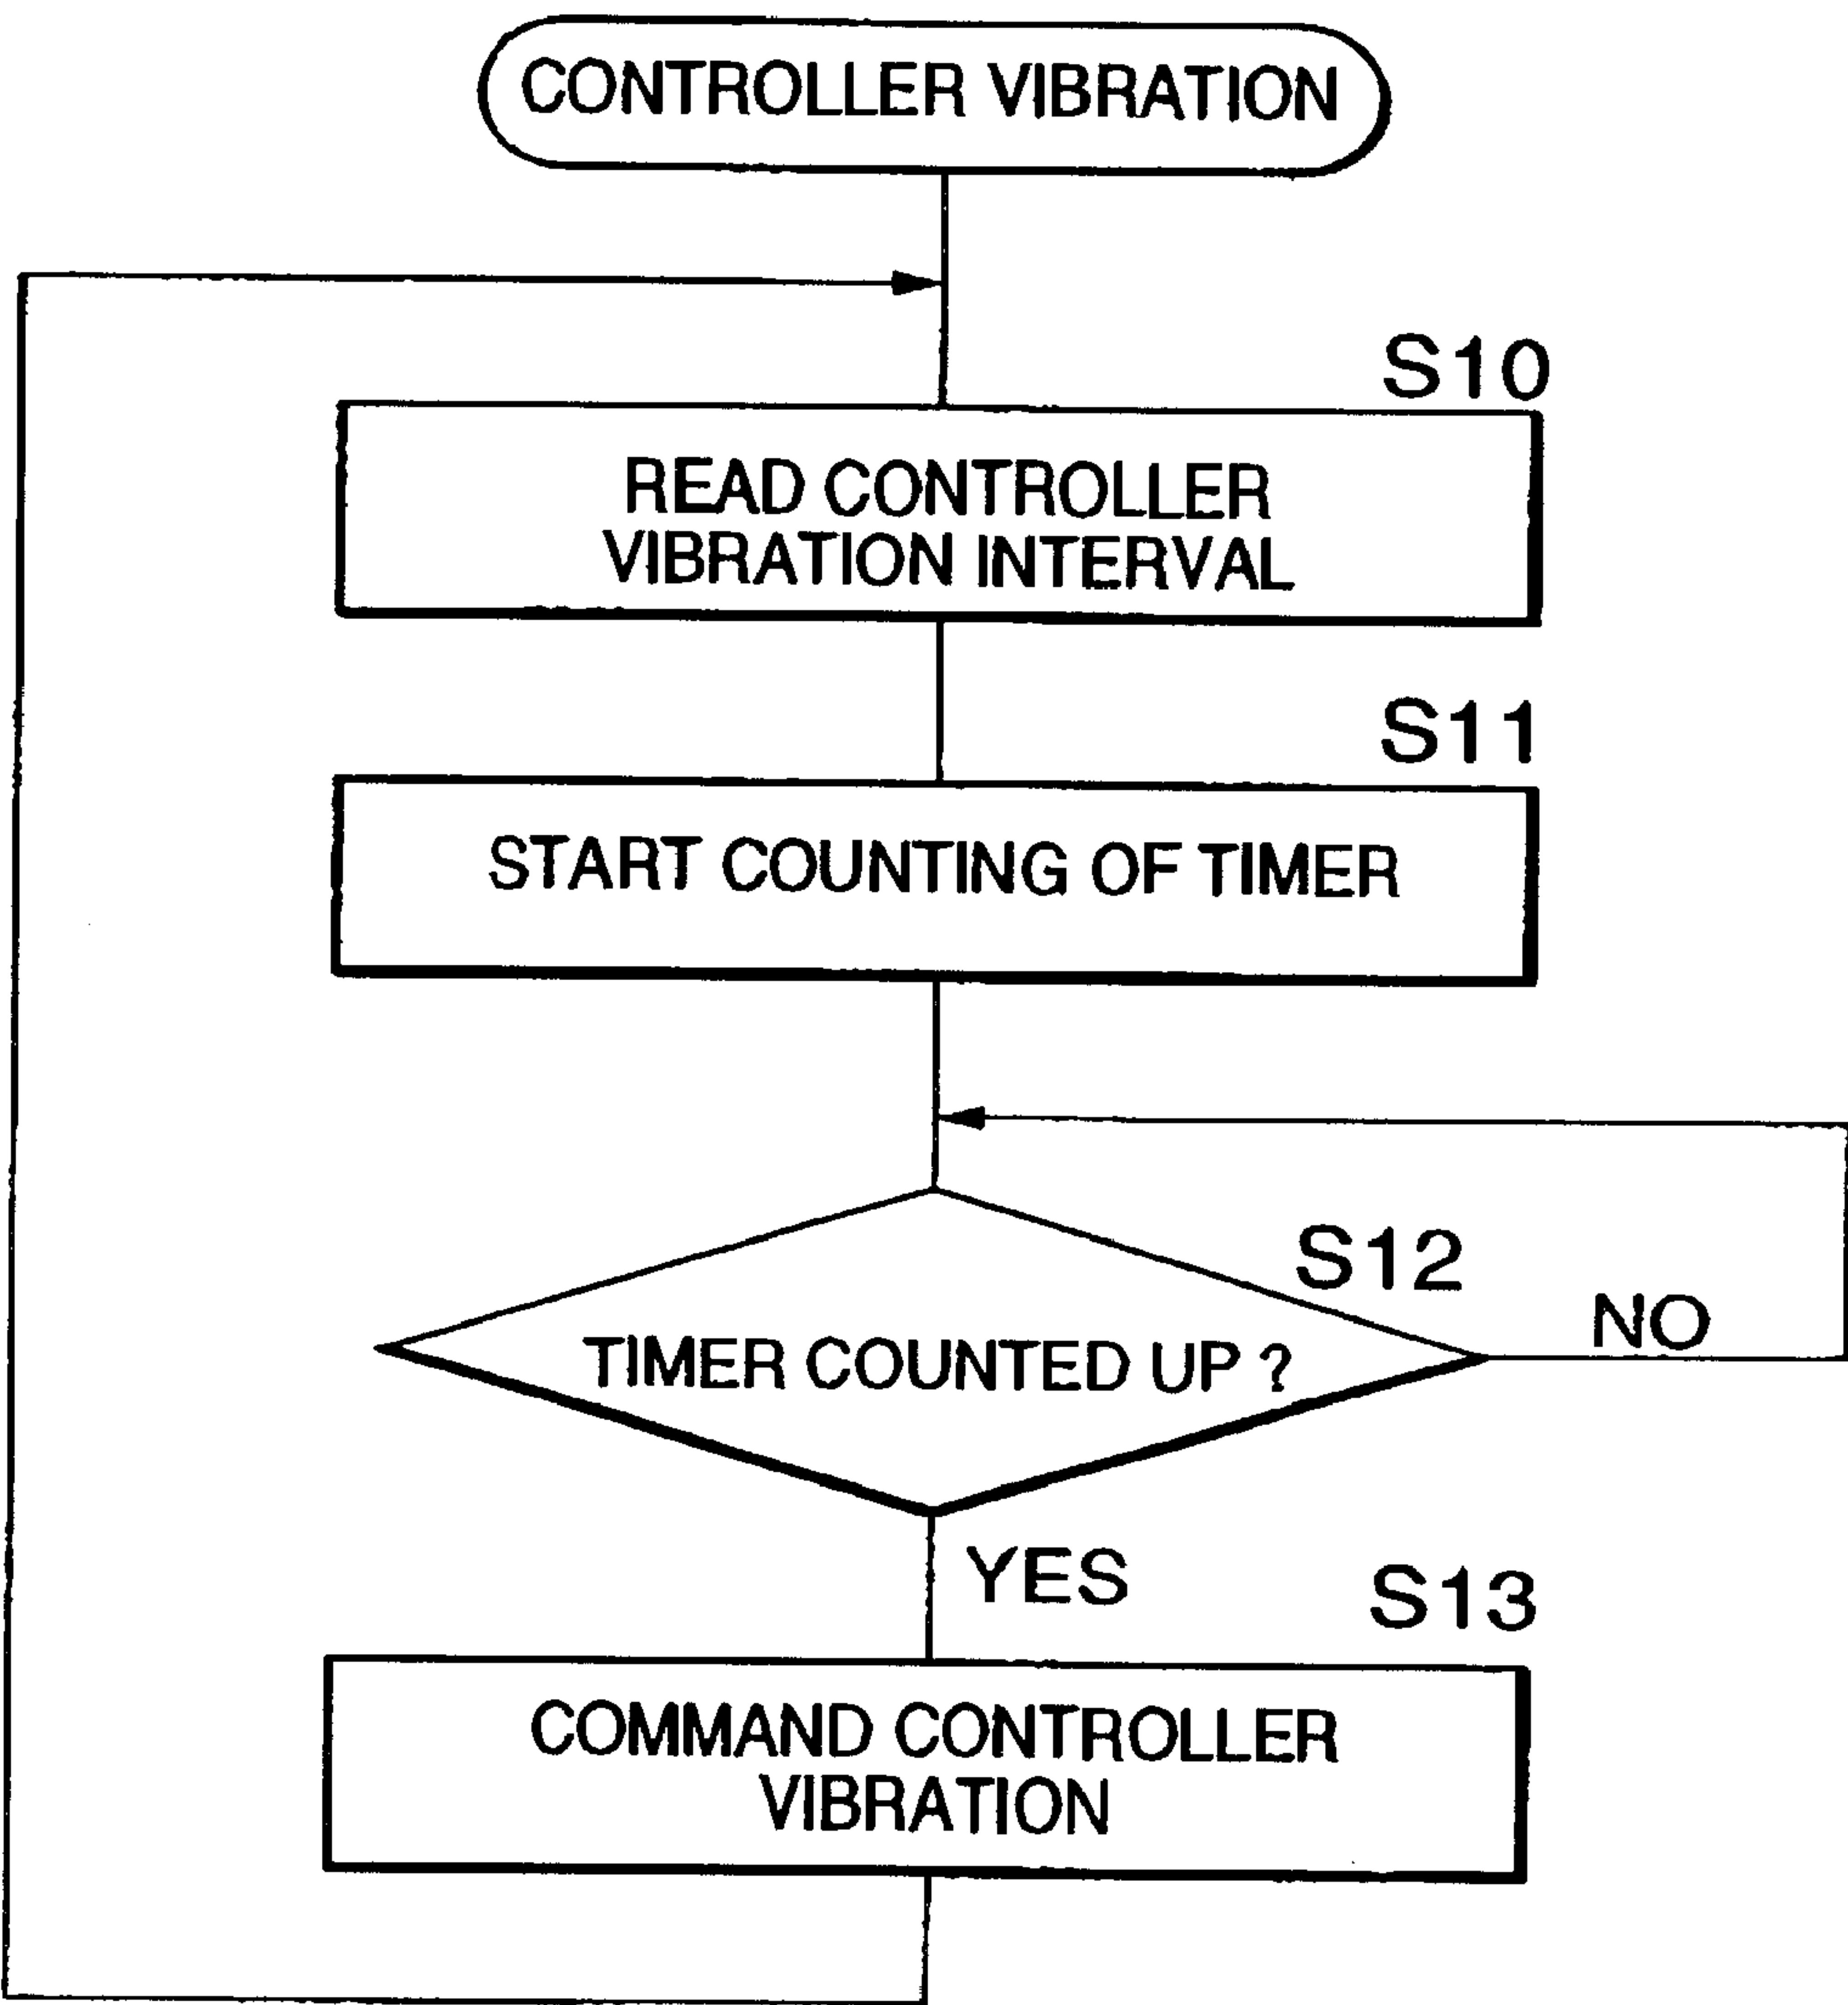 CONTROLLER VIBRATION
S10
READ CONTROLLER
VIBRATION INTERVAL
S11
START COUNTING OF TIMER
S12
NO
TIMER COUNTED UP ?
YES
S13
COMMAND CONTROLLER
VIBRATION